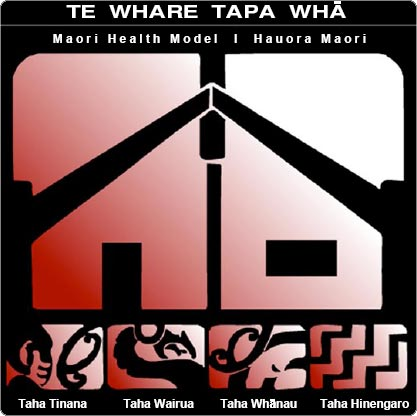 TE WHARE TAPA WHĀ
Maori Health Model I Hauora Maori
Taha Tinana
Taha Wairua
Taha Whānau
Taha Hinengaro